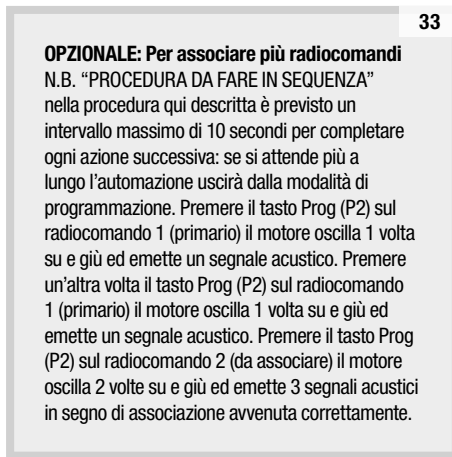 33
OPZIONALE: Per associare più radiocomandi
N.B. “PROCEDURA DA FARE IN SEQUENZA”
nella procedura qui descritta è previsto un
intervallo massimo di 10 secondi per completare
ogni azione successiva: se si attende più a
lungo l’automazione uscirà dalla modalità di
programmazione. Premere il tasto Prog (P2) sul
radiocomando 1 (primario) il motore oscilla 1 volta
su e giù ed emette un segnale acustico. Premere
un’altra volta il tasto Prog (P2) sul radiocomando
1 (primario) il motore oscilla 1 volta su e giù ed
emette un segnale acustico. Premere il tasto Prog
(P2) sul radiocomando 2 (da associare) il motore
oscilla 2 volte su e giù ed emette 3 segnali acustici
in segno di associazione avvenuta correttamente.